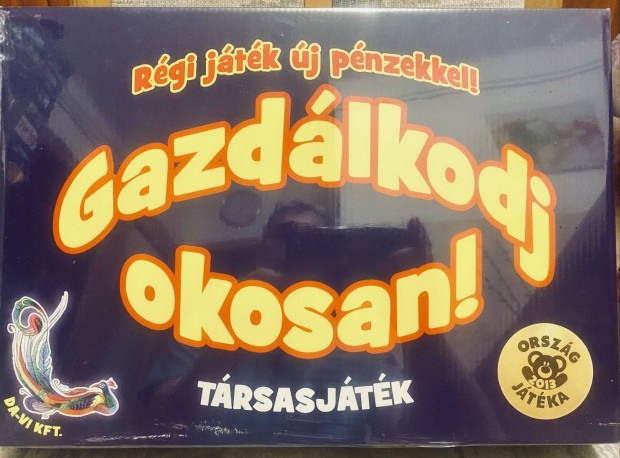 Régi játék új pénzekkel!
Gazdálkodj
okosan!
TÁRSASJÁTÉK
DA-VI KFT.
ORSZÁG
2013
JÁTÉKA